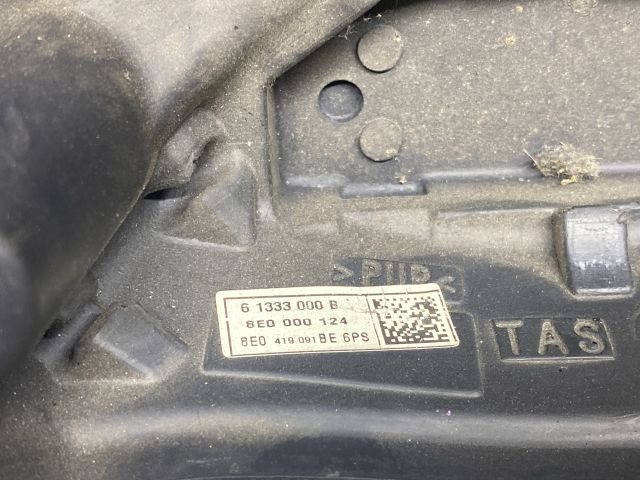 >PUR<
6 1333 000 B
8E0 000 124
8E0 419 091 BE 6PS
TAS